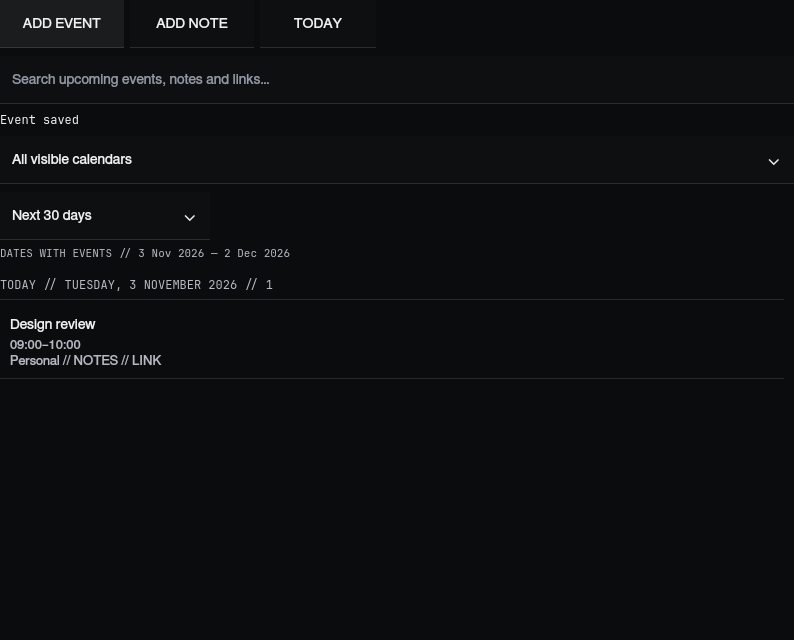 ADD EVENT ADD NOTE TODAY
Search upcoming events, notes and links...
Event saved
All visible calendars
Next 30 days
DATES WITH EVENTS // 3 Nov 2026 — 2 Dec 2026
TODAY // TUESDAY, 3 NOVEMBER 2026 // 1
Design review
09:00–10:00
Personal // NOTES // LINK